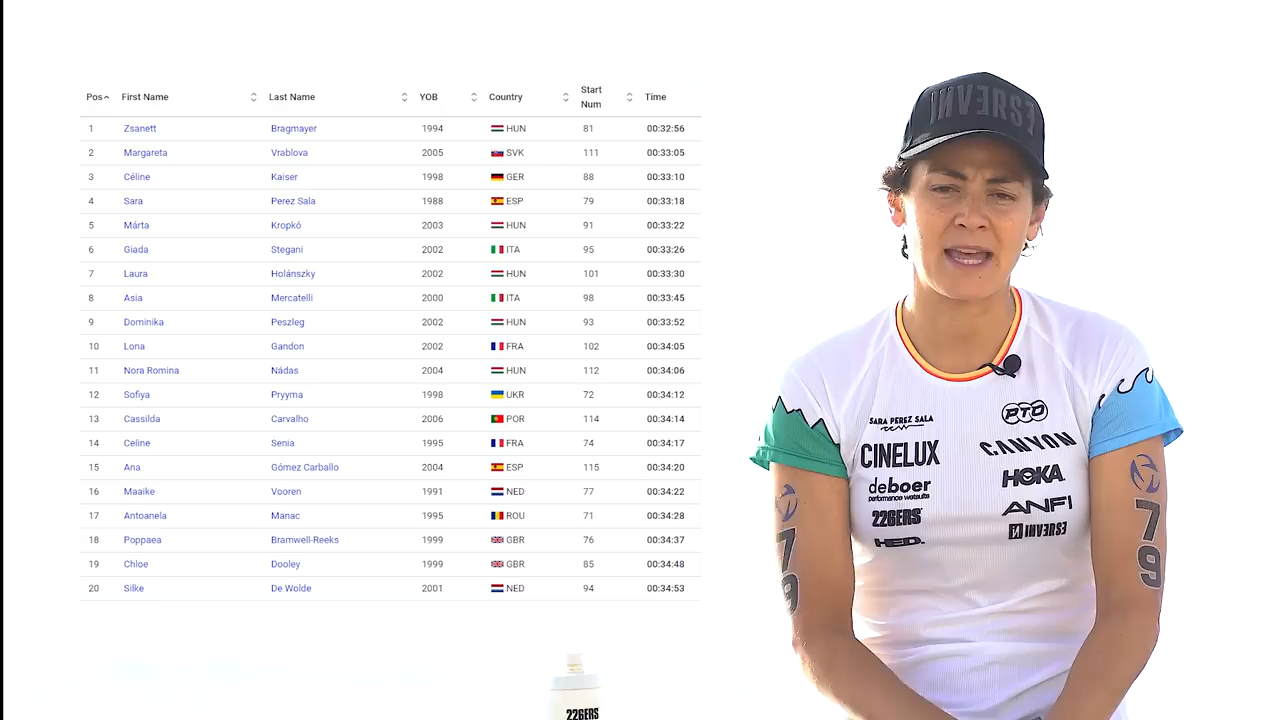 Pos First Name Last Name YOB Country Start Num Time
1 Zsanett Bragmayer 1994 HUN 81 00:32:56
2 Margareta Vrablova 2005 SVK 111 00:33:05
3 Céline Kaiser 1998 GER 88 00:33:10
4 Sara Perez Sala 1988 ESP 79 00:33:18
5 Márta Kropkó 2003 HUN 91 00:33:22
6 Giada Stegani 2002 ITA 95 00:33:26
7 Laura Holánszky 2002 HUN 101 00:33:30
8 Asia Mercatelli 2000 ITA 98 00:33:45
9 Dominika Peszleg 2002 HUN 93 00:33:52
10 Lona Gandon 2002 FRA 102 00:34:05
11 Nora Romina Nádas 2004 HUN 112 00:34:06
12 Sofiya Pryyma 1998 UKR 72 00:34:12
13 Cassilda Carvalho 2006 POR 114 00:34:14
14 Celine Senia 1995 FRA 74 00:34:17
15 Ana Gómez Carballo 2004 ESP 115 00:34:20
16 Maaike Vooren 1991 NED 77 00:34:22
17 Antoanela Manac 1995 ROU 71 00:34:28
18 Poppaea Bramwell-Reeks 1999 GBR 76 00:34:37
19 Chloe Dooley 1999 GBR 85 00:34:48
20 Silke De Wolde 2001 NED 94 00:34:53
226ERS
INVERSE
SARA PEREZ SALA
CINELUX
deboer
performance wetsuits
226ERS
HED.
PTO
CANYON
HOKA
ANFI
INVERSE
79
79